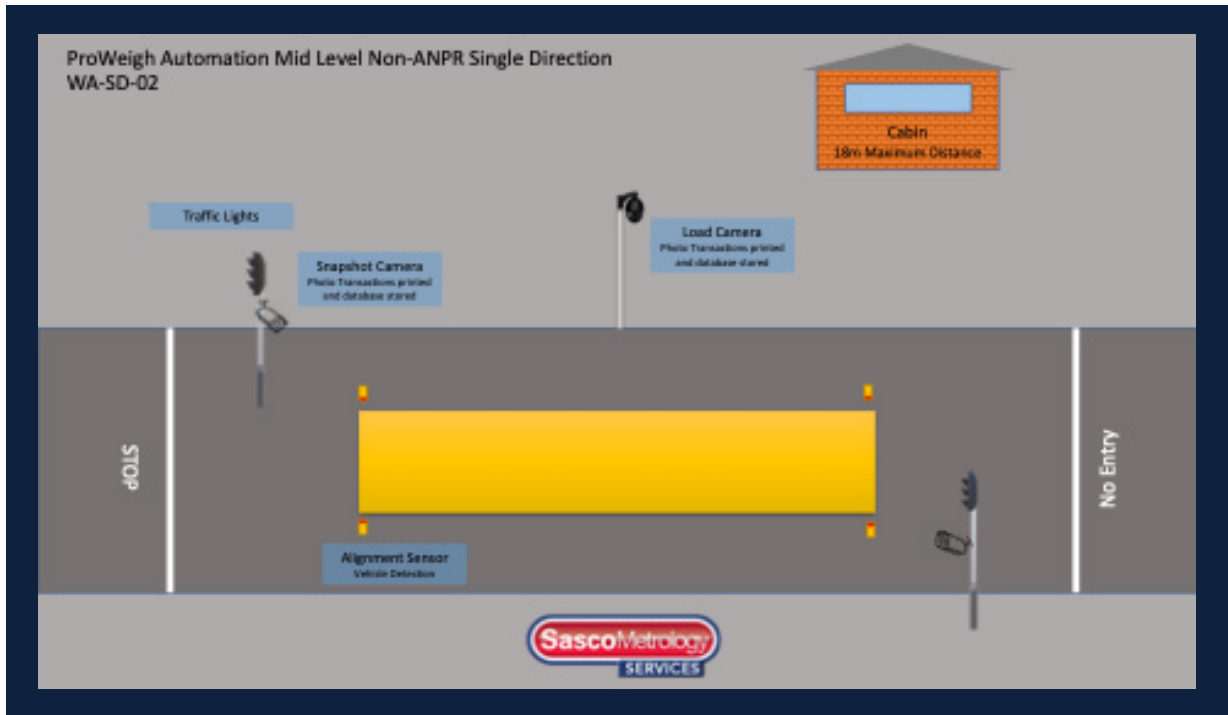 ProWeigh Automation Mid Level Non-ANPR Single Direction
WA-SD-02
Cabin
18m Maximum Distance
Traffic Lights
Load Camera
Photo Transactions printed
and database stored
Snapshot Camera
Photo Transactions printed
and database stored
STOP
No Entry
Alignment Sensor
Vehicle Detection
SascoMetrology
SERVICES